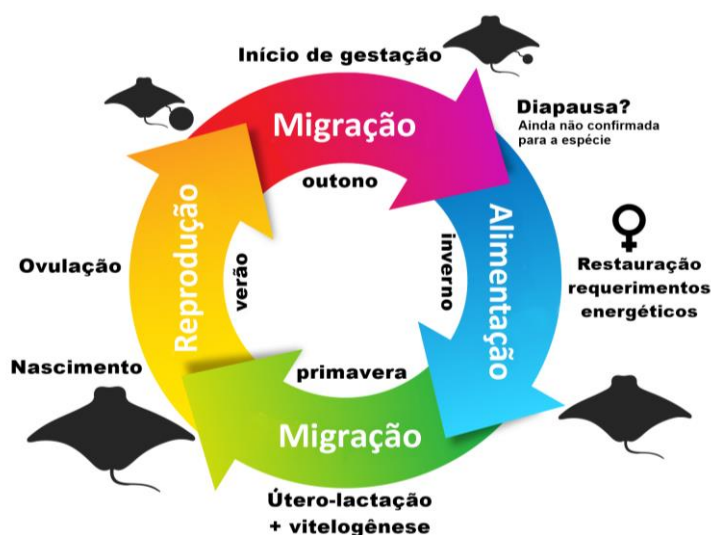 Início de gestação
Migração
outono
Diapausa?
Ainda não confirmada
para a espécie
Alimentação
inverno
Restauração
requerimentos
energéticos
primavera
Migração
Útero-lactação
+ vitelogênese
Nascimento
Ovulação
Reprodução
verão